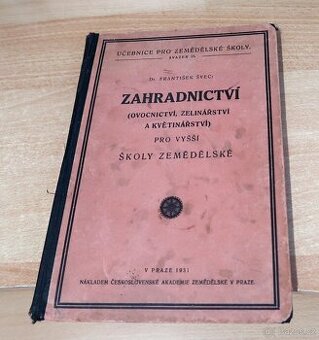 UČEBNICE PRO ZEMĚDĚLSKÉ ŠKOLY.
SVAZEK
Dr. FRANTIŠEK ŠVEC:
ZAHRADNICTVÍ
(OVOCNICTVÍ, ZELINÁŘSTVÍ
A KVĚTINÁŘSTVÍ)
PRO VYŠŠÍ
ŠKOLY ZEMĚDĚLSKÉ
V PRAZE 1931
NÁKLADEM ČESKOSLOVENSKÉ AKADEMIE ZEMĚDĚLSKÉ V PRAZE.